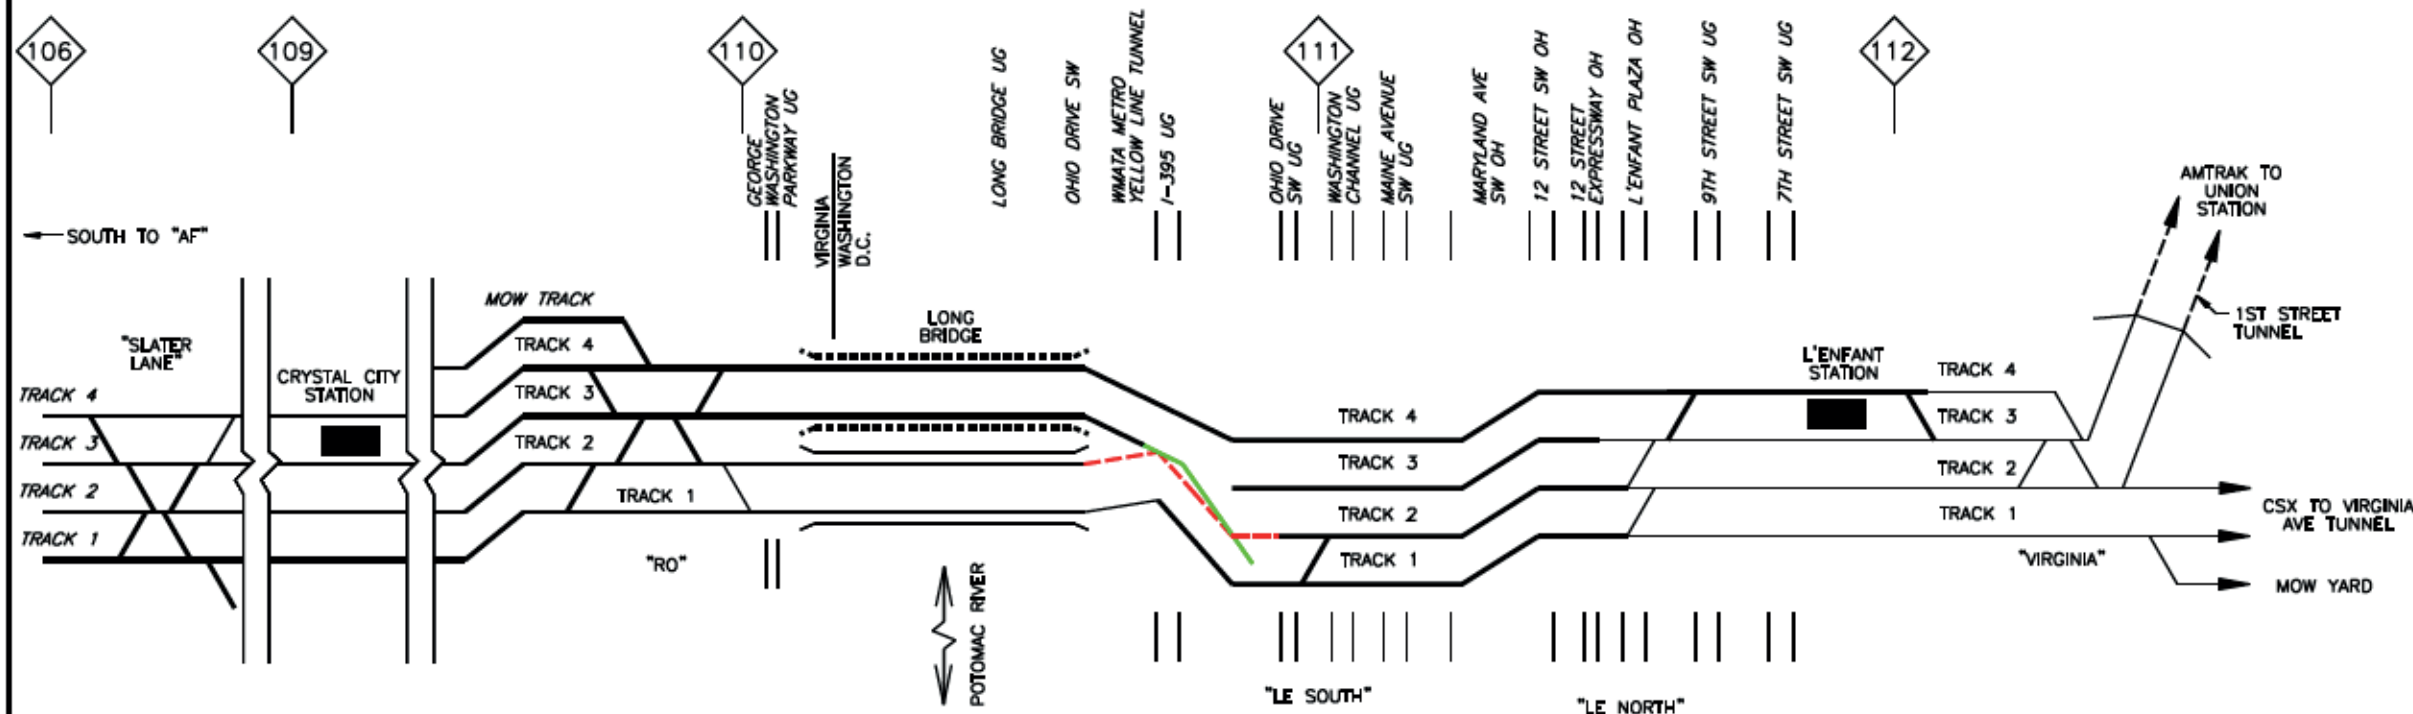 106
109
110
111
112
GEORGE
WASHINGTON
PARKWAY UG
LONG BRIDGE UG
OHIO DRIVE SW
WMATA METRO
YELLOW LINE TUNNEL
I-395 UG
OHIO DRIVE
SW UG
WASHINGTON
CHANNEL UG
MAINE AVENUE
SW UG
MARYLAND AVE
SW OH
12 STREET SW OH
12 STREET
EXPRESSWAY OH
L'ENFANT PLAZA OH
9TH STREET SW UG
7TH STREET SW UG
AMTRAK TO
UNION
STATION
SOUTH TO "AF"
VIRGINIA
WASHINGTON
D.C.
MOW TRACK
1ST STREET
TUNNEL
"SLATER
LANE"
CRYSTAL CITY
STATION
TRACK 4
LONG
BRIDGE
L'ENFANT
STATION
TRACK 4
TRACK 4
TRACK 3
TRACK 4
TRACK 3
TRACK 3
TRACK 2
TRACK 3
TRACK 2
TRACK 2
TRACK 1
TRACK 2
TRACK 1
CSX TO VIRGINIA
AVE TUNNEL
TRACK 1
"RO"
TRACK 1
"VIRGINIA"
MOW YARD
POTOMAC RIVER
"LE SOUTH"
"LE NORTH"